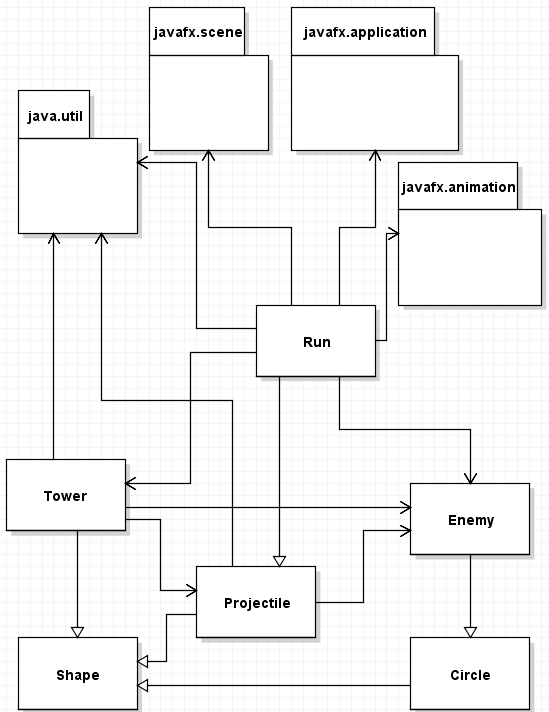 javafx.scene
javafx.application
java.util
javafx.animation
Run
Tower
Enemy
Projectile
Shape
Circle